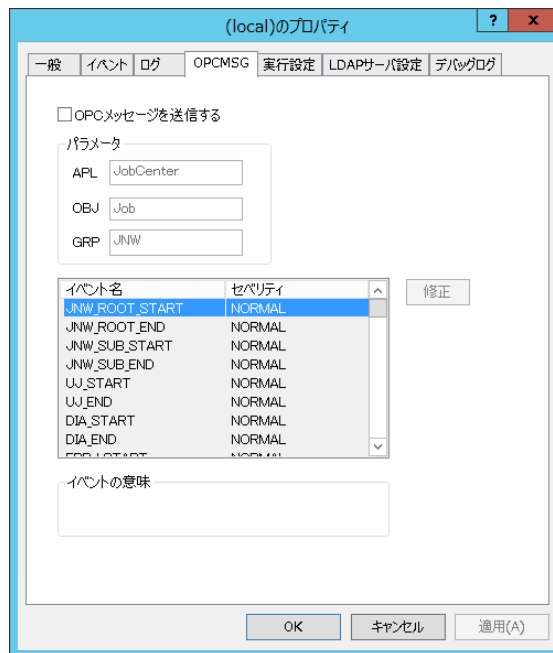 (local)のプロパティ
? x
一般 イベント ログ OPCMSG 実行設定 LDAPサーバ設定 デバッグログ
OPCメッセージを送信する
パラメータ
APL JobCenter
OBJ Job
GRP JNW
イベント名 セベリティ
JNW_ROOT_START NORMAL
JNW_ROOT_END NORMAL
JNW_SUB_START NORMAL
JNW_SUB_END NORMAL
UJ_START NORMAL
UJ_END NORMAL
DIA_START NORMAL
DIA_END NORMAL
NORMAL
修正
イベントの意味
OK キャンセル 適用(A)